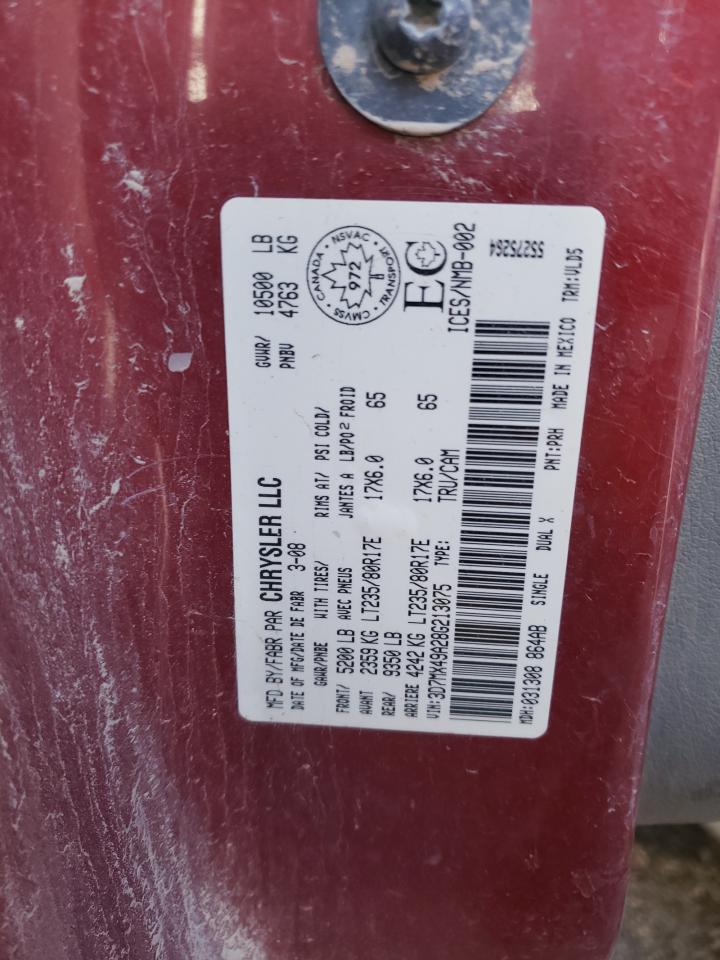 MFD BY/FABR PAR CHRYSLER LLC
DATE OF MFG/DATE DE FABR 3-08
GVWR/ 10500 LB
PNBV 4763 KG
GAWR/PNBE WITH TIRES/ RIMS AT/ PSI COLD/
AVEC PNEUS JANTES A LB/PO2 FROID
FRONT/ 5200 LB
AVANT 2359 KG LT235/80R17E 17X6.0 65
REAR/ 9350 LB
ARRIERE 4242 KG LT235/80R17E 17X6.0 65
CANADA · NSVAC · TRANSPORT · CMVSS ·
972
EC
ICES/NMB-002
VIN:3D7MX49A28G213075 TYPE: TRU/CAM
55275264
MDH:031308 864AB SINGLE DUAL X PNT:PRH MADE IN MEXICO TRM:VLD5